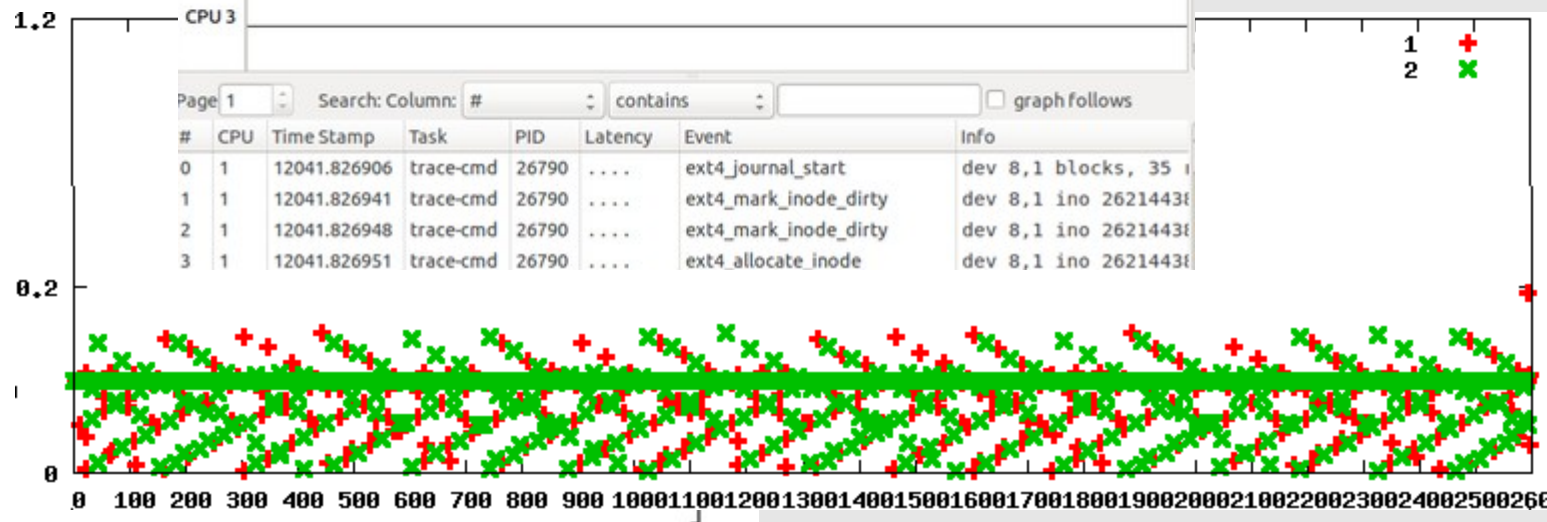 1.2
CPU 3
1
2
Page 1 Search: Column: # contains graph follows
# CPU Time Stamp Task PID Latency Event Info
0 1 12041.826906 trace-cmd 26790 .... ext4_journal_start dev 8,1 blocks, 35
1 1 12041.826941 trace-cmd 26790 .... ext4_mark_inode_dirty dev 8,1 ino 26214438
2 1 12041.826948 trace-cmd 26790 .... ext4_mark_inode_dirty dev 8,1 ino 26214438
3 1 12041.826951 trace-cmd 26790 .... ext4_allocate_inode dev 8,1 ino 26214438
0.2
0
0 100 200 300 400 500 600 700 800 900 1000 1100 1200 1300 1400 1500 1600 1700 1800 1900 2000 2100 2200 2300 2400 2500 260